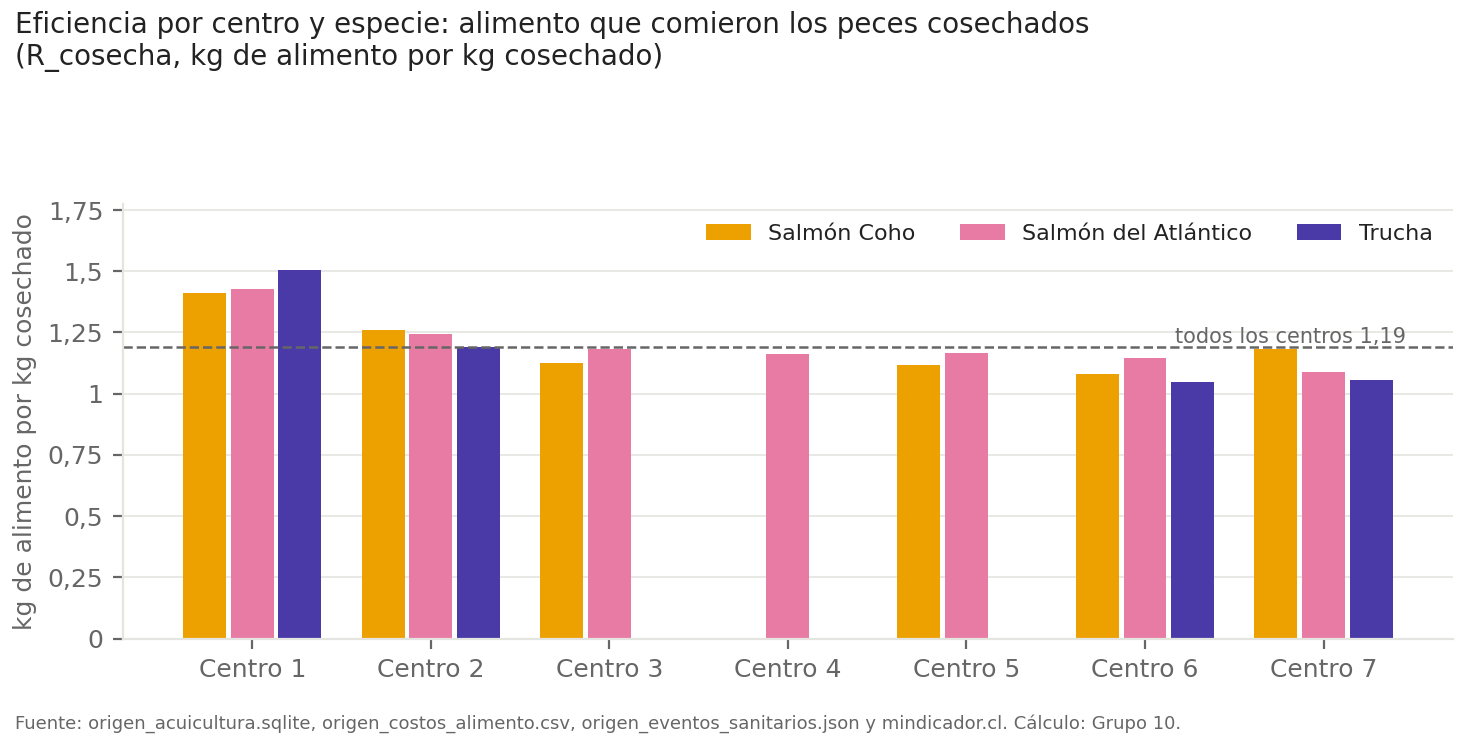 Eficiencia por centro y especie: alimento que comieron los peces cosechados
(R_cosecha, kg de alimento por kg cosechado)
kg de alimento por kg cosechado
1,75
1,5
1,25
1
0,75
0,5
0,25
0
Salmón Coho
Salmón del Atlántico
Trucha
todos los centros 1,19
Centro 1
Centro 2
Centro 3
Centro 4
Centro 5
Centro 6
Centro 7
Fuente: origen_acuicultura.sqlite, origen_costos_alimento.csv, origen_eventos_sanitarios.json y mindicador.cl. Cálculo: Grupo 10.